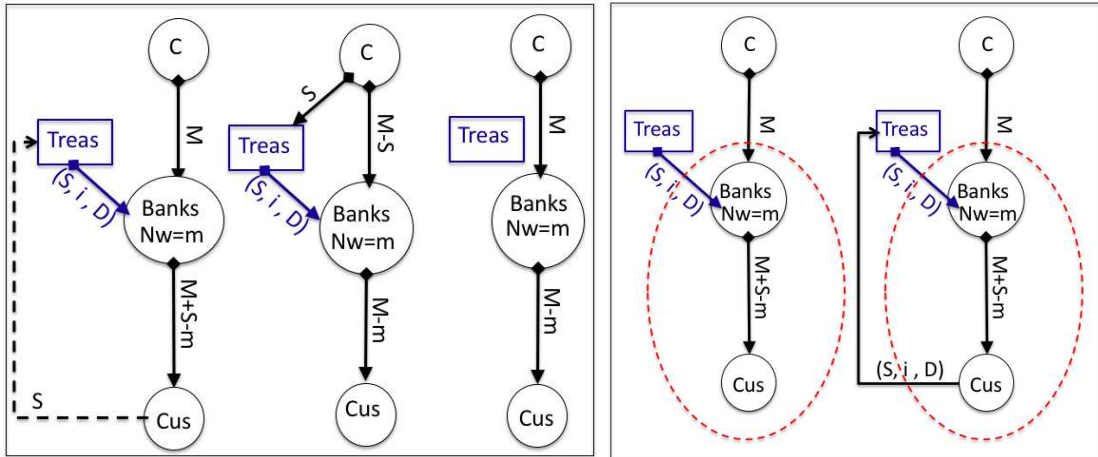 C
M
Treas
(S, i , D)
Banks
Nw=m
M+S-m
S
Cus
C
S
M-S
Treas
(S, i , D)
Banks
Nw=m
M-m
Cus
C
M
Treas
Banks
Nw=m
M-m
Cus
C
M
Treas
(S, i , D)
Banks
Nw=m
M+S-m
Cus
C
M
Treas
(S, i , D)
Banks
Nw=m
M+S-m
(S, i , D)
Cus